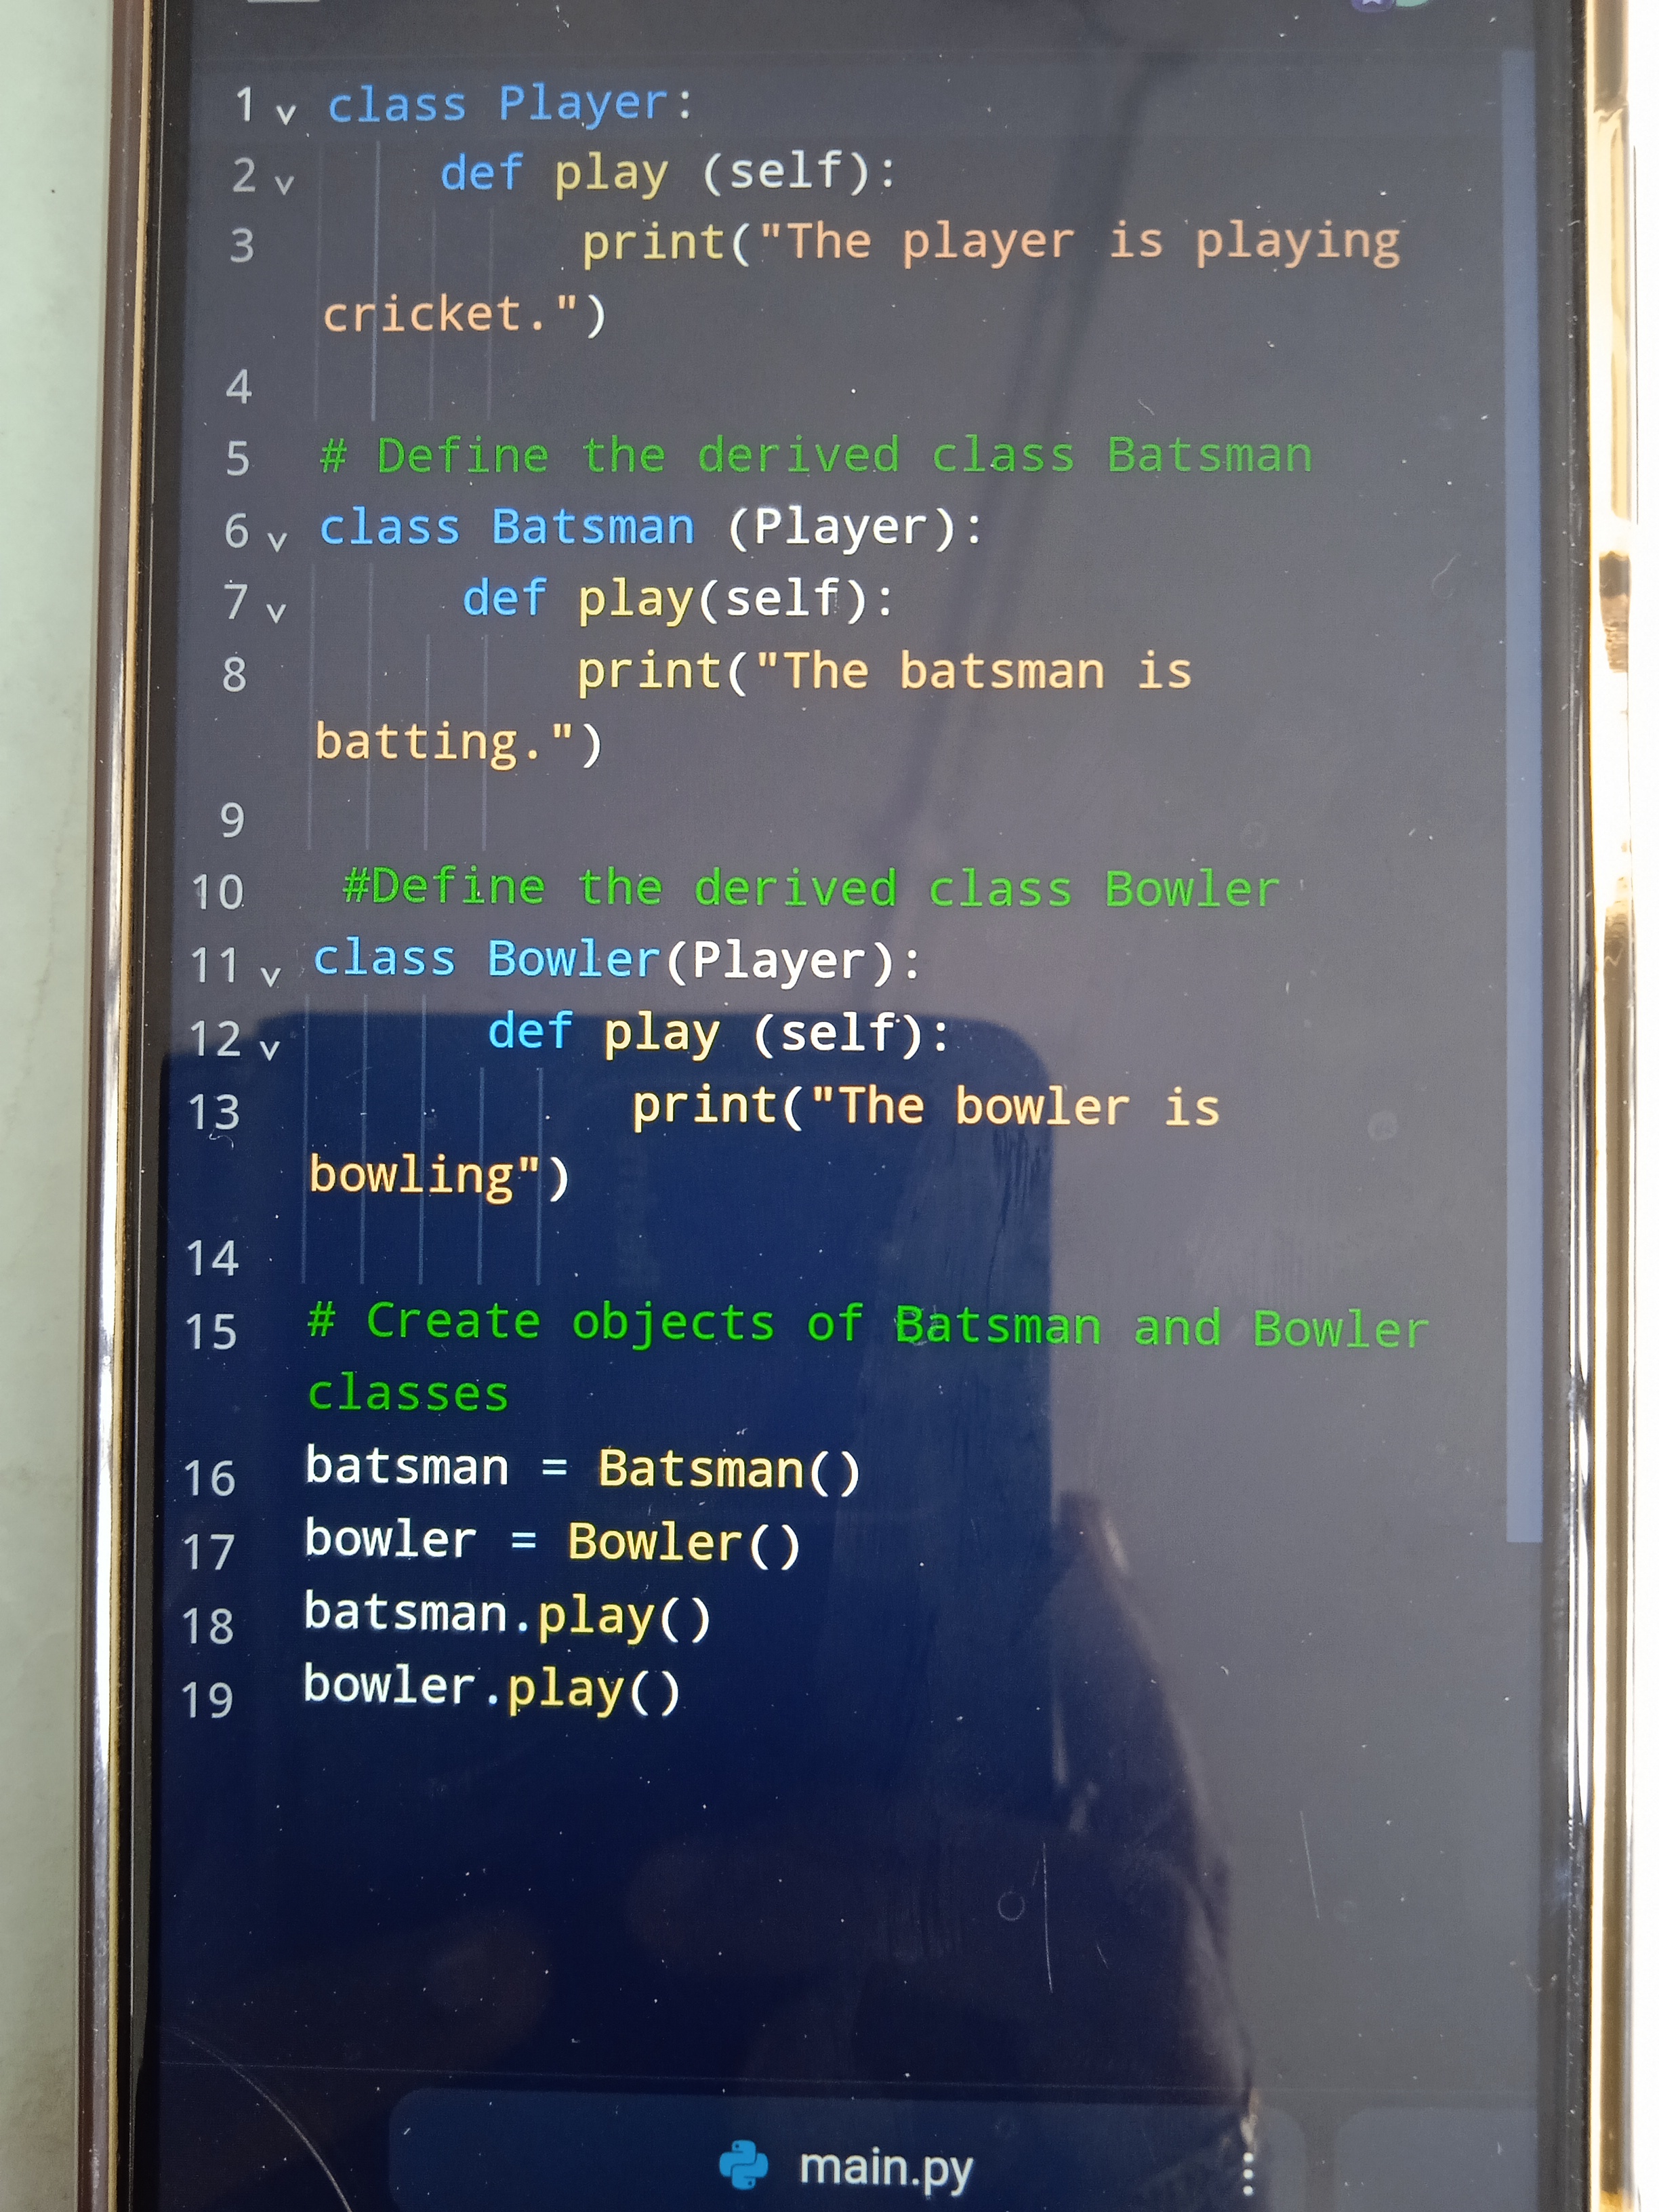 1 class Player:
2 def play (self):
3 print("The player is playing
cricket.")
4
5 # Define the derived class Batsman
6 class Batsman (Player):
7 def play(self):
8 print("The batsman is
batting.")
9
10 #Define the derived class Bowler
11 class Bowler(Player):
12 def play (self):
13 print("The bowler is
bowling")
14
15 # Create objects of Batsman and Bowler
classes
16 batsman = Batsman()
17 bowler = Bowler()
18 batsman.play()
19 bowler.play()
main.py